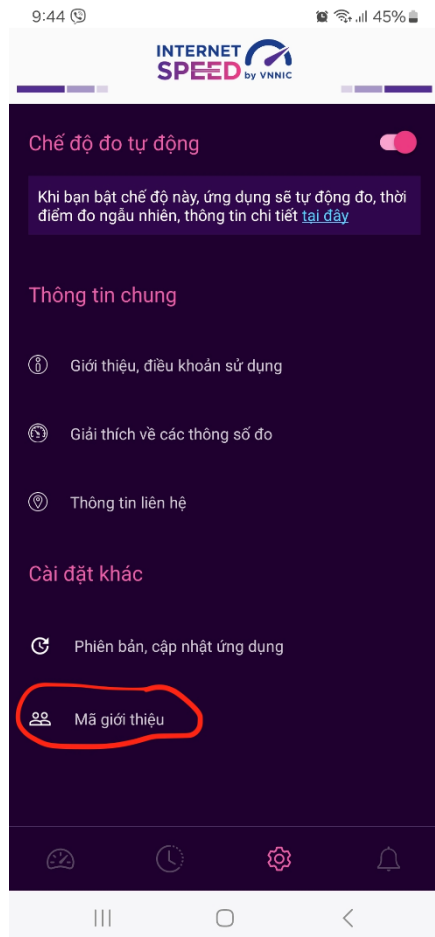 9:44
45%
INTERNET
SPEED by VNNIC
Chế độ đo tự động
Khi bạn bật chế độ này, ứng dụng sẽ tự động đo, thời
điểm đo ngẫu nhiên, thông tin chi tiết tại đây
Thông tin chung
Giới thiệu, điều khoản sử dụng
Giải thích về các thông số đo
Thông tin liên hệ
Cài đặt khác
Phiên bản, cập nhật ứng dụng
Mã giới thiệu